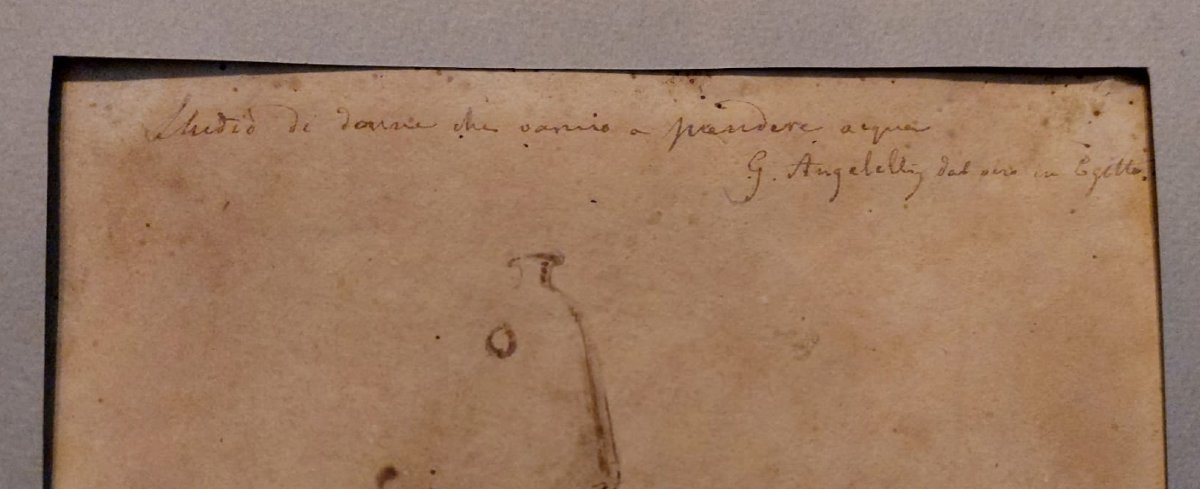 Studio di donne che vanno a prendere acqua
G. Angelelli, dal vero in Egitto.